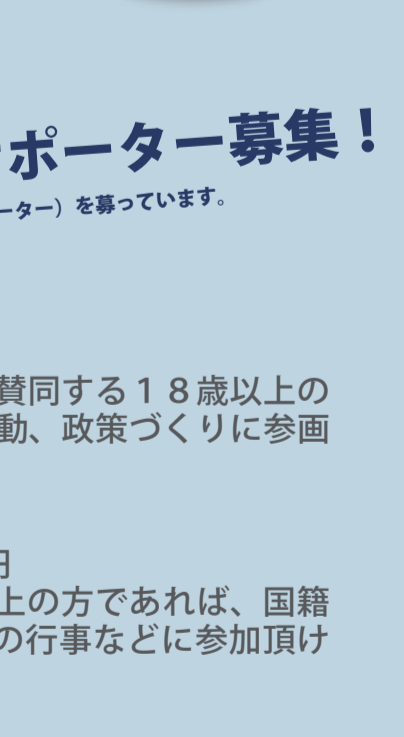 ポーター募集！
ーター）を募っています。
賛同する１８歳以上の
動、政策づくりに参画
円
上の方であれば、国籍
の行事などに参加頂け